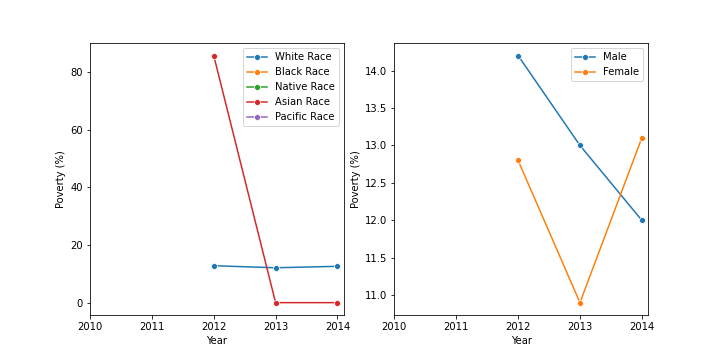 White Race
Black Race
Native Race
Asian Race
Pacific Race
80
60
40
20
0
Poverty (%)
2010 2011 2012 2013 2014
Year
Male
Female
14.0
13.5
13.0
12.5
12.0
11.5
11.0
Poverty (%)
2010 2011 2012 2013 2014
Year